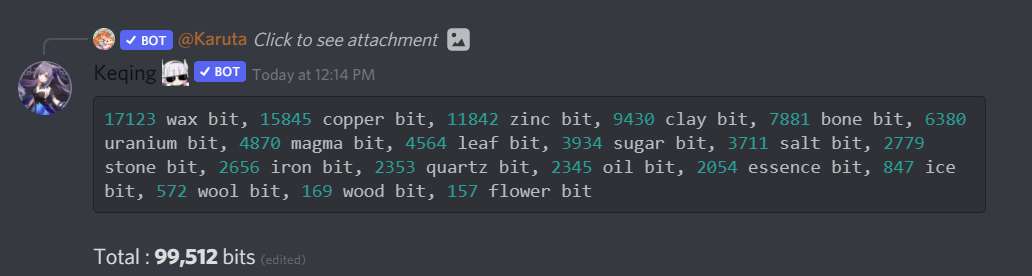 ✓ BOT @Karuta Click to see attachment
Keqing ✓ BOT Today at 12:14 PM
17123 wax bit, 15845 copper bit, 11842 zinc bit, 9430 clay bit, 7881 bone bit, 6380
uranium bit, 4870 magma bit, 4564 leaf bit, 3934 sugar bit, 3711 salt bit, 2779
stone bit, 2656 iron bit, 2353 quartz bit, 2345 oil bit, 2054 essence bit, 847 ice
bit, 572 wool bit, 169 wood bit, 157 flower bit
Total : 99,512 bits (edited)